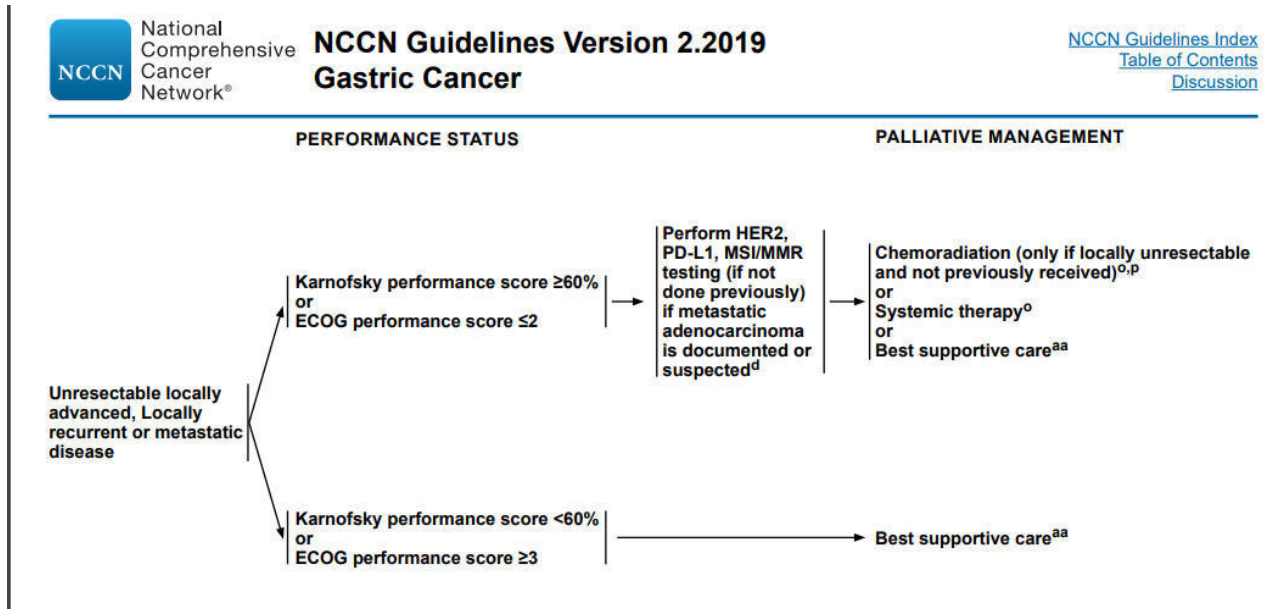 National
Comprehensive
Cancer
Network®
NCCN
NCCN Guidelines Version 2.2019
Gastric Cancer
NCCN Guidelines Index
Table of Contents
Discussion
PERFORMANCE STATUS
PALLIATIVE MANAGEMENT
Unresectable locally
advanced, Locally
recurrent or metastatic
disease
Karnofsky performance score ≥60%
or
ECOG performance score ≤2
Perform HER2,
PD-L1, MSI/MMR
testing (if not
done previously)
if metastatic
adenocarcinoma
is documented or
suspectedd
Chemoradiation (only if locally unresectable
and not previously received)o,p
or
Systemic therapyo
or
Best supportive careaa
Karnofsky performance score <60%
or
ECOG performance score ≥3
Best supportive careaa